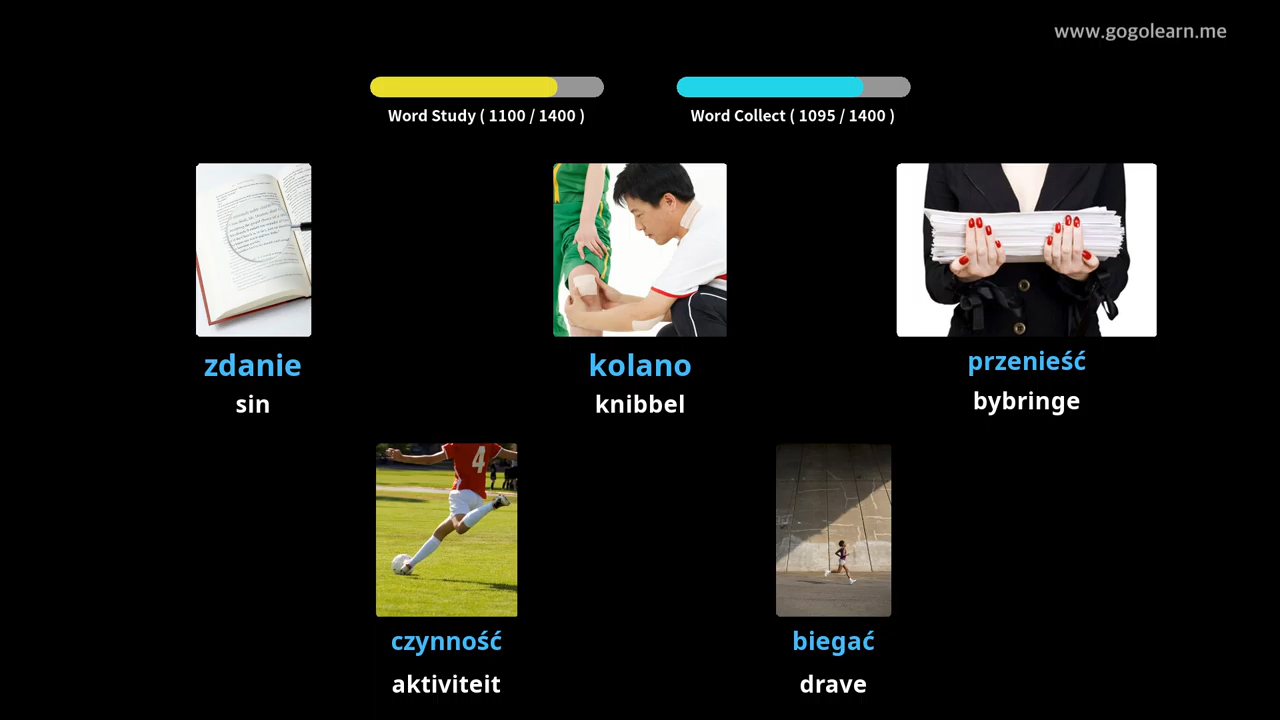 www.gogolearn.me
Word Study ( 1100 / 1400 )
Word Collect ( 1095 / 1400 )
zdanie
sin
kolano
knibbel
przenieść
bybringe
4
czynność
aktiviteit
biegać
drave